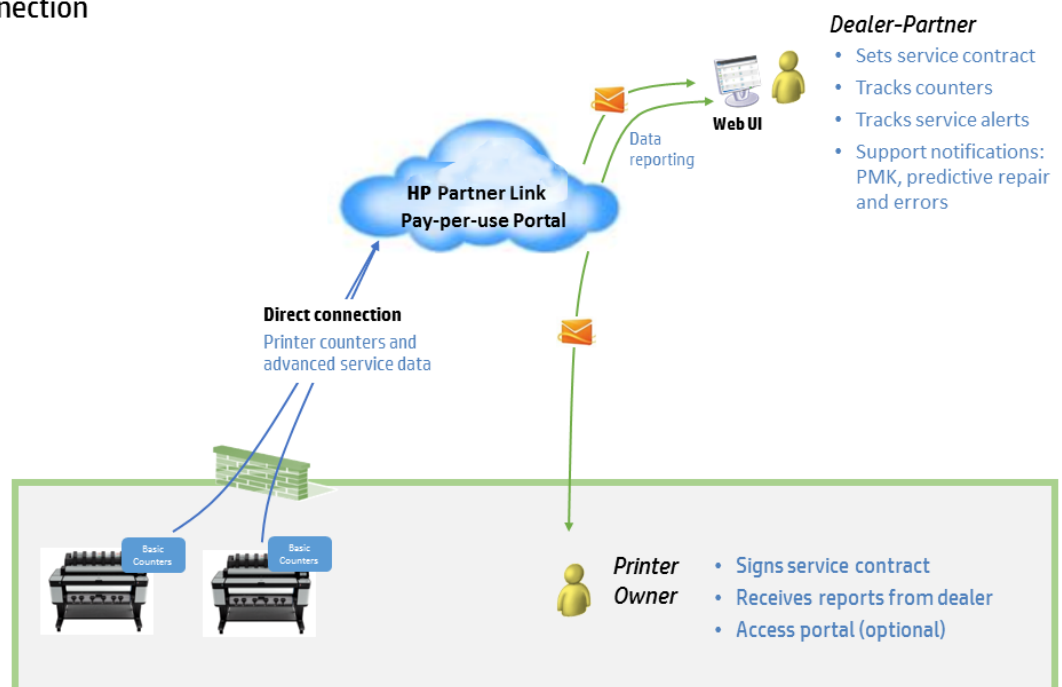 nection
Dealer-Partner
• Sets service contract
• Tracks counters
• Tracks service alerts
• Support notifications:
PMK, predictive repair
and errors
Web UI
Data
reporting
HP Partner Link
Pay-per-use Portal
Direct connection
Printer counters and
advanced service data
Basic
Counters
Basic
Counters
Printer
Owner
• Signs service contract
• Receives reports from dealer
• Access portal (optional)